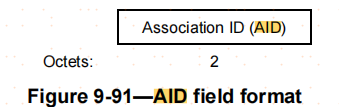 Association ID (AID)
Octets: 2
Figure 9-91—AID field format